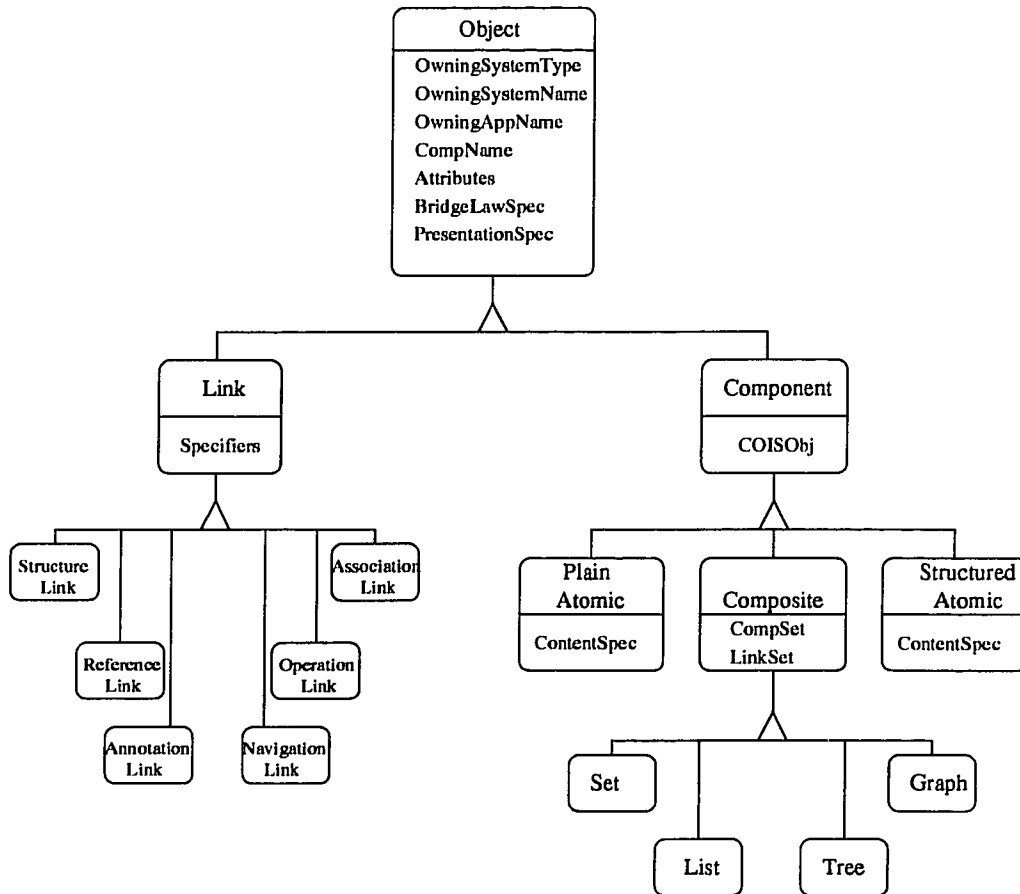 Object
OwningSystemType
OwningSystemName
OwningAppName
CompName
Attributes
BridgeLawSpec
PresentationSpec
Link
Specifiers
Component
COISObj
Structure
Link
Association
Link
Reference
Link
Operation
Link
Annotation
Link
Navigation
Link
Plain
Atomic
ContentSpec
Composite
CompSet
LinkSet
Structured
Atomic
ContentSpec
Set
Graph
List
Tree